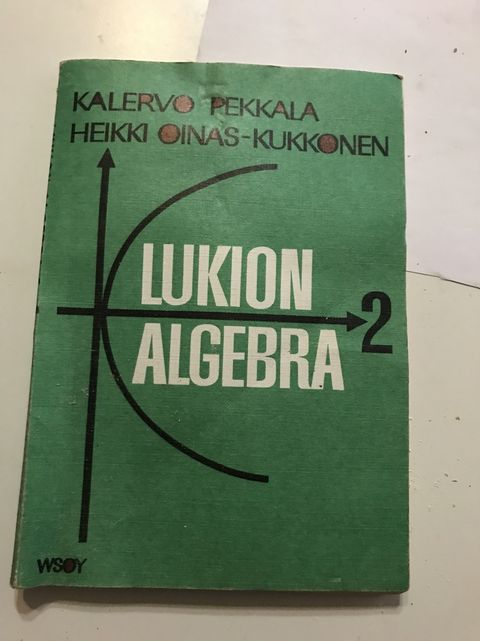 KALERVO PEKKALA
HEIKKI OINAS-KUKKONEN
LUKION
ALGEBRA 2
WSOY